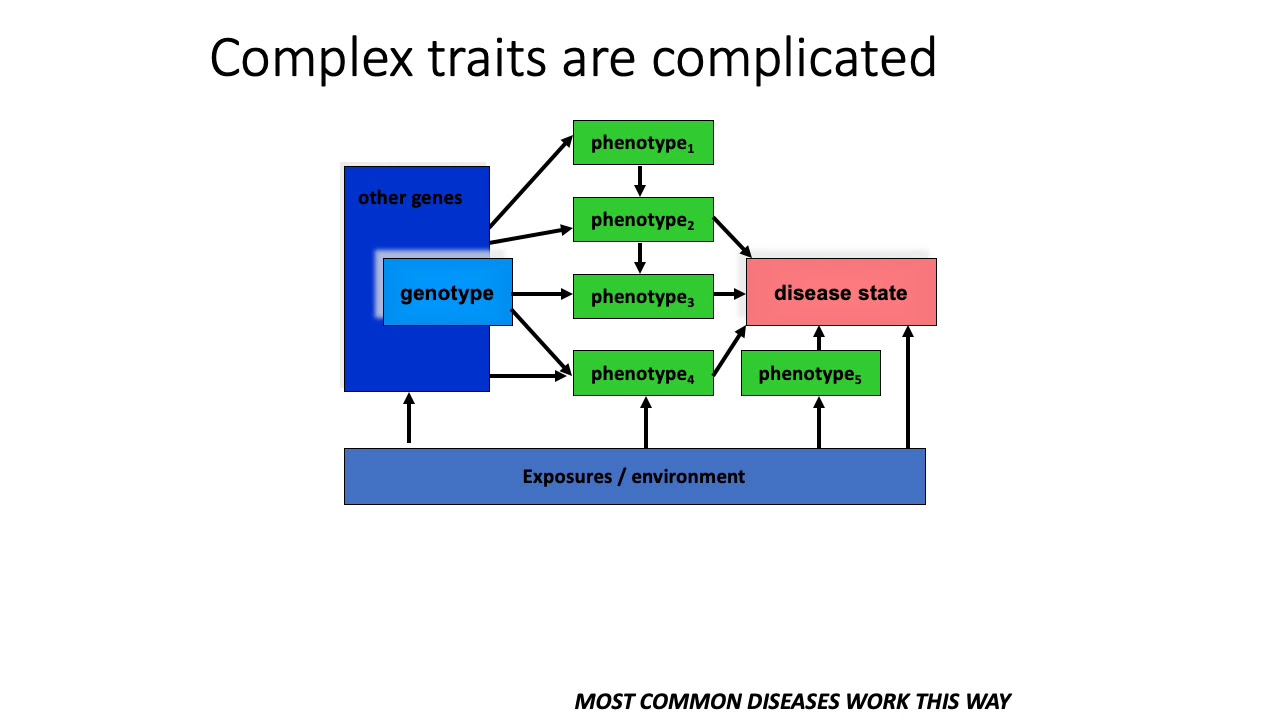 Complex traits are complicated
phenotype₁
other genes
phenotype₂
genotype
phenotype₃
disease state
phenotype₄
phenotype₅
Exposures / environment
MOST COMMON DISEASES WORK THIS WAY